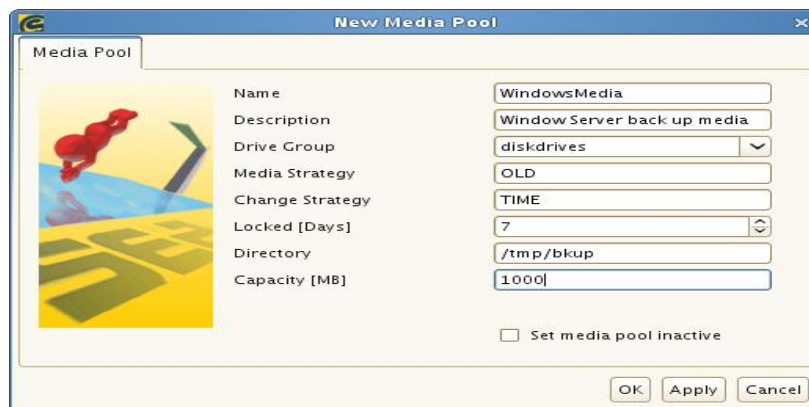 New Media Pool
Media Pool
Name WindowsMedia
Description Window Server back up media
Drive Group diskdrives
Media Strategy OLD
Change Strategy TIME
Locked [Days] 7
Directory /tmp/bkup
Capacity [MB] 1000
Set media pool inactive
OK Apply Cancel